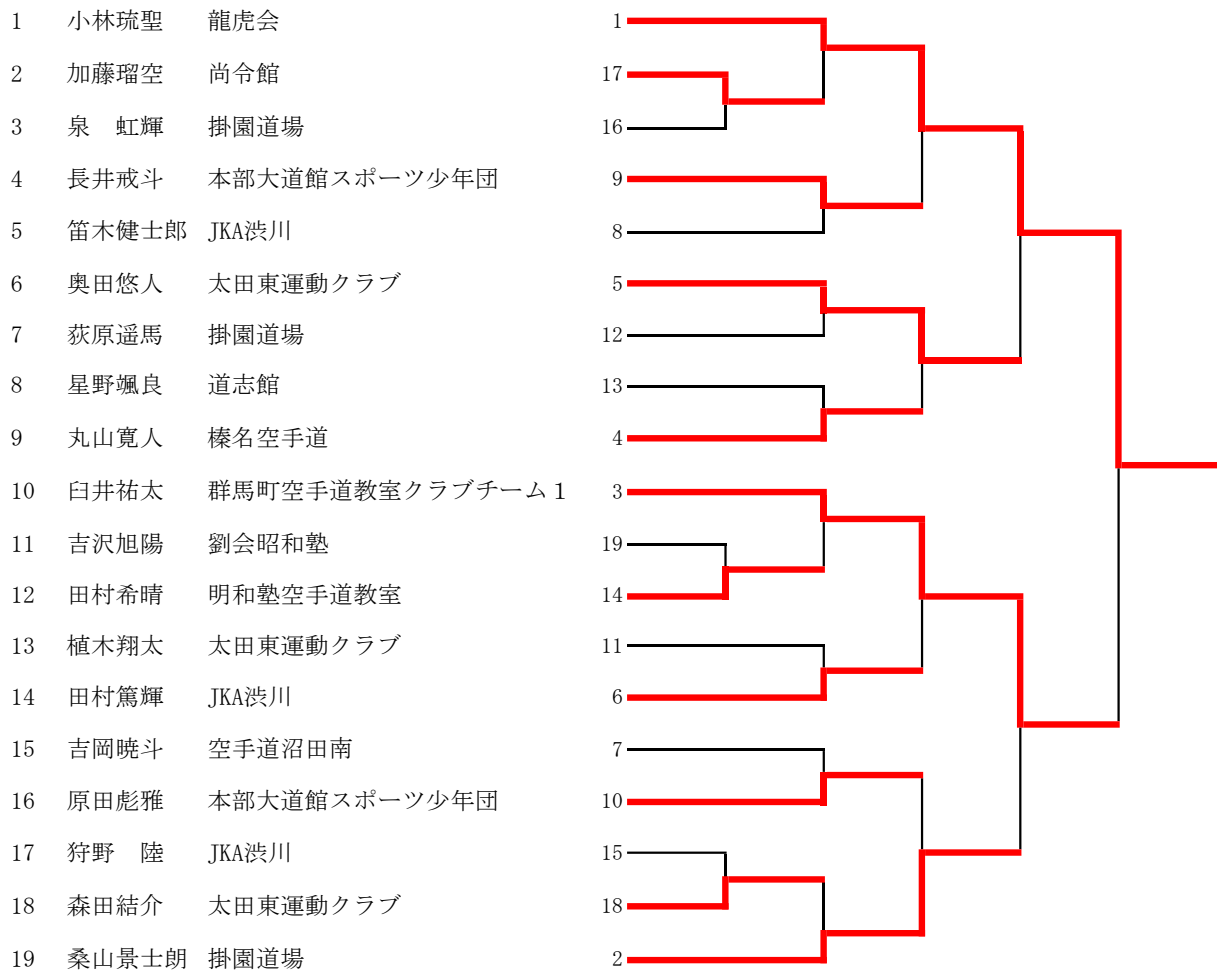 1 小林琉聖 龍虎会 1
2 加藤瑠空 尚令館 17
3 泉　虹輝 掛園道場 16
4 長井戒斗 本部大道館スポーツ少年団 9
5 笛木健士郎 JKA渋川 8
6 奥田悠人 太田東運動クラブ 5
7 荻原遥馬 掛園道場 12
8 星野颯良 道志館 13
9 丸山寛人 榛名空手道 4
10 臼井祐太 群馬町空手道教室クラブチーム１ 3
11 吉沢旭陽 劉会昭和塾 19
12 田村希晴 明和塾空手道教室 14
13 植木翔太 太田東運動クラブ 11
14 田村篤輝 JKA渋川 6
15 吉岡暁斗 空手道沼田南 7
16 原田彪雅 本部大道館スポーツ少年団 10
17 狩野　陸 JKA渋川 15
18 森田結介 太田東運動クラブ 18
19 桑山景士朗 掛園道場 2